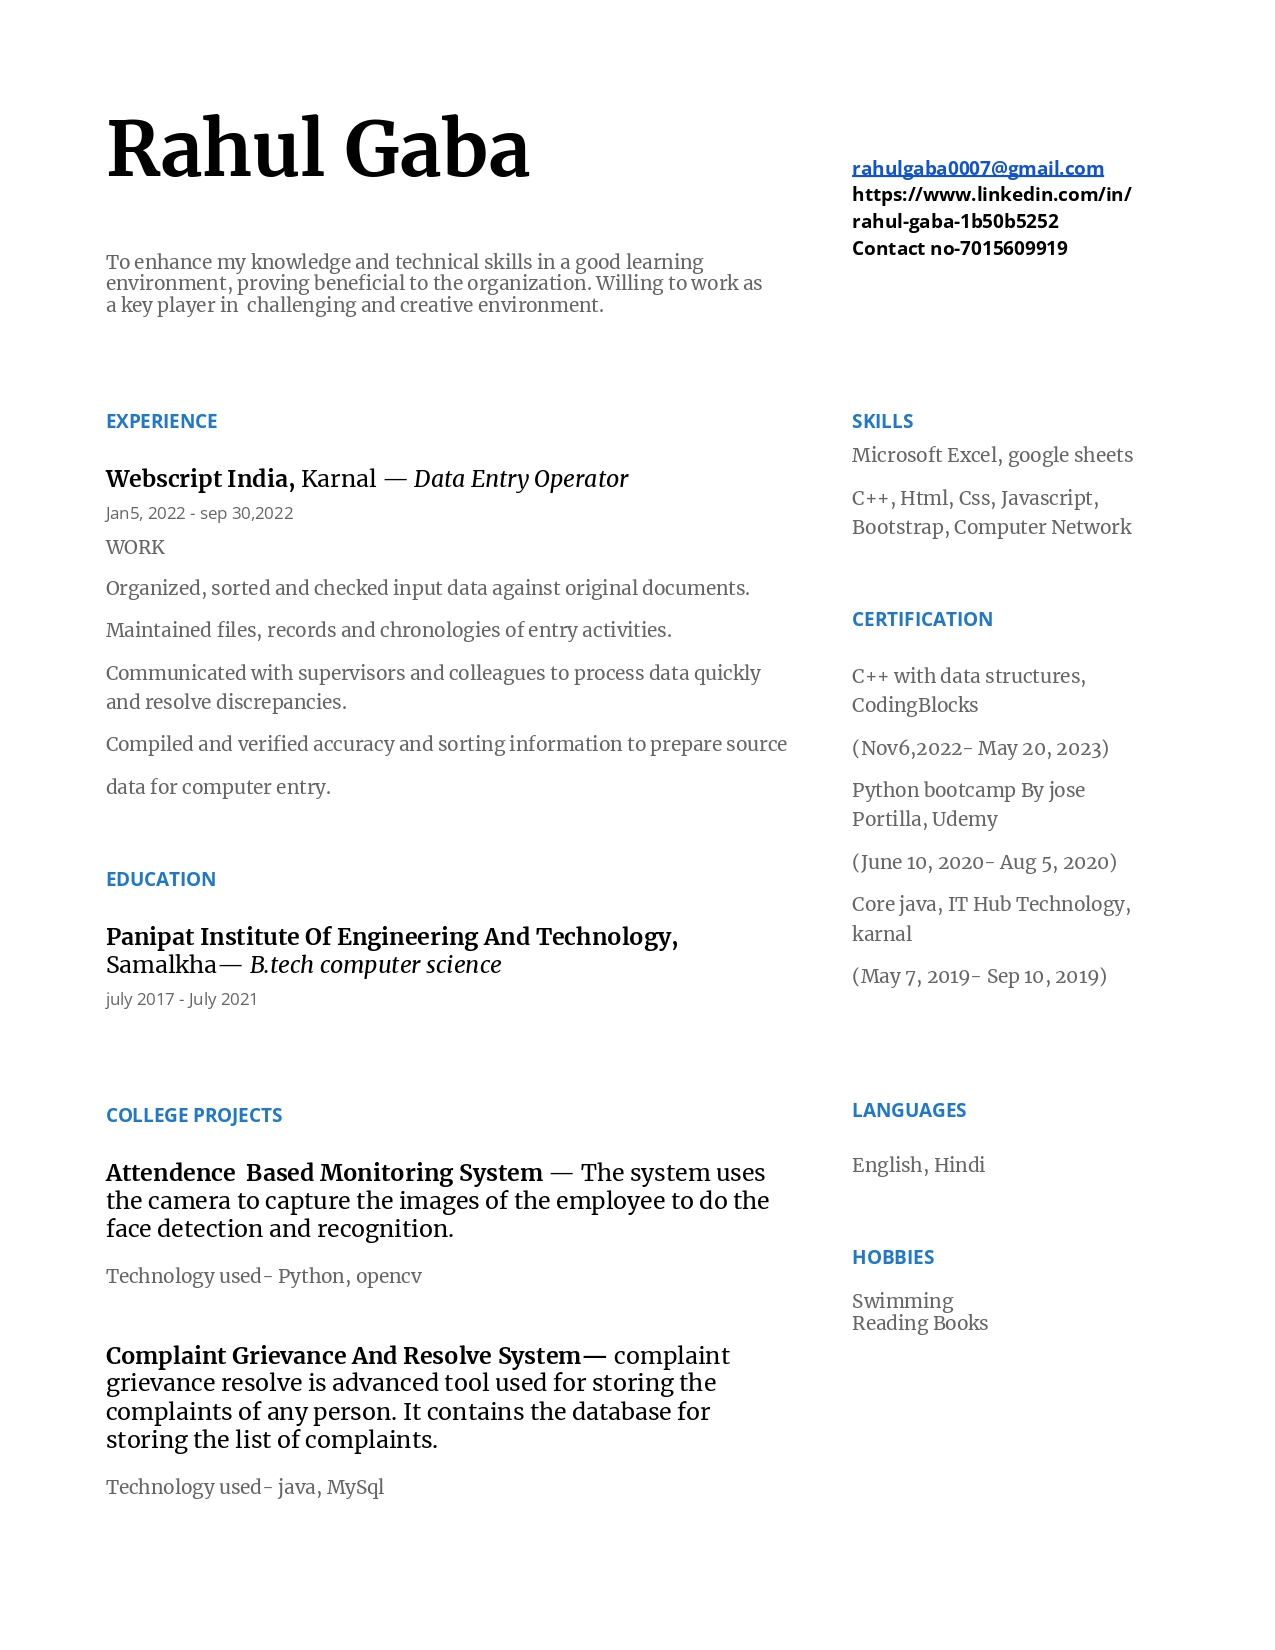 Rahul Gaba
rahulgaba0007@gmail.com
https://www.linkedin.com/in/
rahul-gaba-1b50b5252
Contact no-7015609919
To enhance my knowledge and technical skills in a good learning
environment, proving beneficial to the organization. Willing to work as
a key player in  challenging and creative environment.
EXPERIENCE
Webscript India, Karnal — Data Entry Operator
Jan5, 2022 - sep 30,2022
WORK
Organized, sorted and checked input data against original documents.
Maintained files, records and chronologies of entry activities.
Communicated with supervisors and colleagues to process data quickly
and resolve discrepancies.
Compiled and verified accuracy and sorting information to prepare source
data for computer entry.
EDUCATION
Panipat Institute Of Engineering And Technology,
Samalkha— B.tech computer science
july 2017 - July 2021
COLLEGE PROJECTS
Attendence  Based Monitoring System — The system uses
the camera to capture the images of the employee to do the
face detection and recognition.
Technology used- Python, opencv
Complaint Grievance And Resolve System— complaint
grievance resolve is advanced tool used for storing the
complaints of any person. It contains the database for
storing the list of complaints.
Technology used- java, MySql
SKILLS
Microsoft Excel, google sheets
C++, Html, Css, Javascript,
Bootstrap, Computer Network
CERTIFICATION
C++ with data structures,
CodingBlocks
(Nov6,2022- May 20, 2023)
Python bootcamp By jose
Portilla, Udemy
(June 10, 2020- Aug 5, 2020)
Core java, IT Hub Technology,
karnal
(May 7, 2019- Sep 10, 2019)
LANGUAGES
English, Hindi
HOBBIES
Swimming
Reading Books